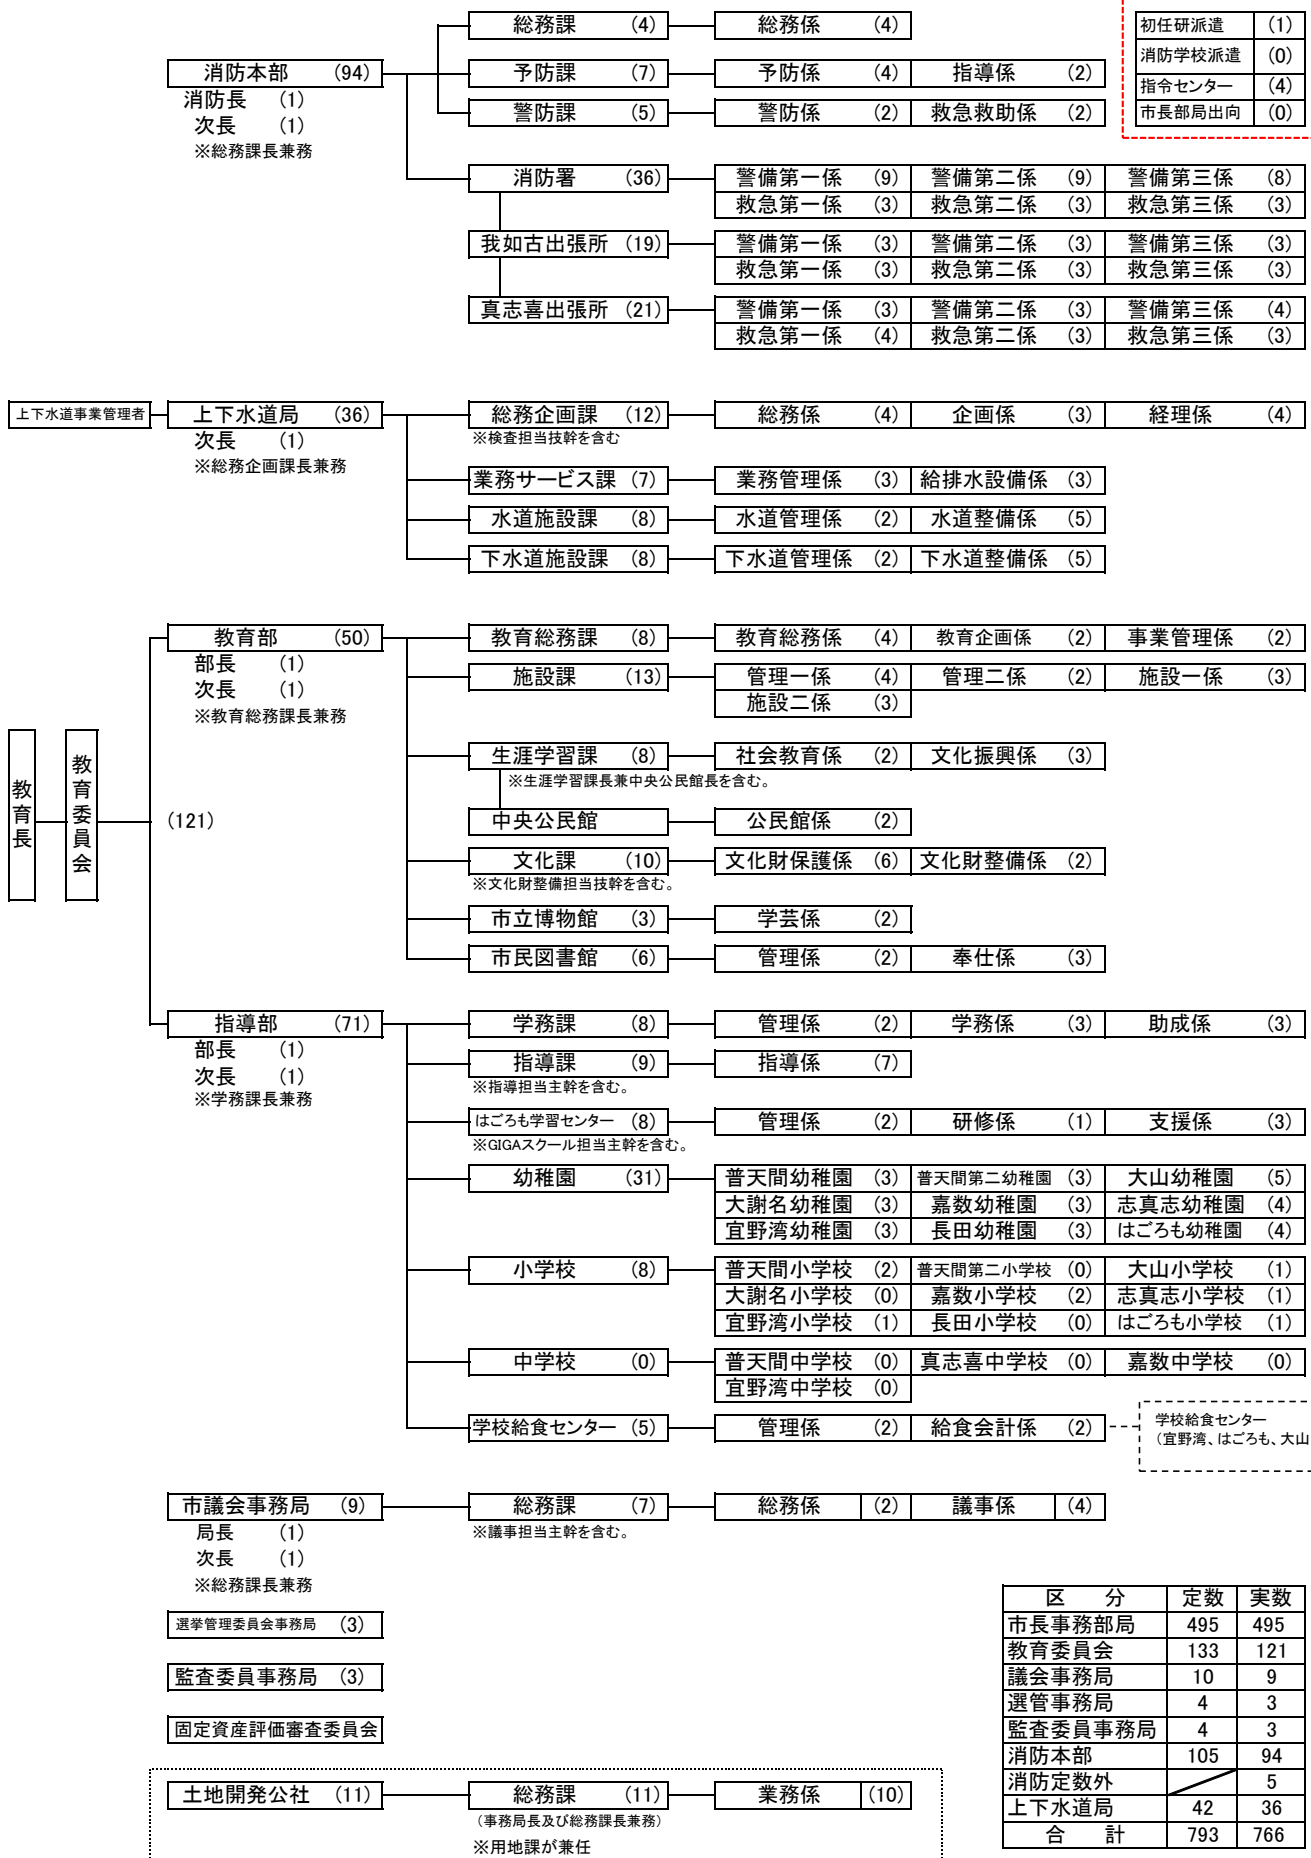 総務課 (4) 総務係 (4)
初任研派遣 (1)
消防学校派遣 (0)
指令センター (4)
市長部局出向 (0)
消防本部 (94) 予防課 (7) 予防係 (4) 指導係 (2)
消防長 (1)
次長 (1)
※総務課長兼務
警防課 (5) 警防係 (2) 救急救助係 (2)
消防署 (36) 警備第一係 (9) 警備第二係 (9) 警備第三係 (8)
救急第一係 (3) 救急第二係 (3) 救急第三係 (3)
我如古出張所 (19) 警備第一係 (3) 警備第二係 (3) 警備第三係 (3)
救急第一係 (3) 救急第二係 (3) 救急第三係 (3)
真志喜出張所 (21) 警備第一係 (3) 警備第二係 (3) 警備第三係 (4)
救急第一係 (4) 救急第二係 (3) 救急第三係 (3)
上下水道事業管理者 上下水道局 (36) 総務企画課 (12) 総務係 (4) 企画係 (3) 経理係 (4)
次長 (1)
※総務企画課長兼務
※検査担当技幹を含む
業務サービス課 (7) 業務管理係 (3) 給排水設備係 (3)
水道施設課 (8) 水道管理係 (2) 水道整備係 (5)
下水道施設課 (8) 下水道管理係 (2) 下水道整備係 (5)
教育長
教育委員会
(121)
教育部 (50) 教育総務課 (8) 教育総務係 (4) 教育企画係 (2) 事業管理係 (2)
部長 (1)
次長 (1)
※教育総務課長兼務
施設課 (13) 管理一係 (4) 管理二係 (2) 施設一係 (3)
施設二係 (3)
生涯学習課 (8) 社会教育係 (2) 文化振興係 (3)
※生涯学習課長兼中央公民館長を含む。
中央公民館 公民館係 (2)
文化課 (10) 文化財保護係 (6) 文化財整備係 (2)
※文化財整備担当技幹を含む。
市立博物館 (3) 学芸係 (2)
市民図書館 (6) 管理係 (2) 奉仕係 (3)
指導部 (71) 学務課 (8) 管理係 (2) 学務係 (3) 助成係 (3)
部長 (1)
次長 (1)
※学務課長兼務
指導課 (9) 指導係 (7)
※指導担当主幹を含む。
はごろも学習センター (8) 管理係 (2) 研修係 (1) 支援係 (3)
※GIGAスクール担当主幹を含む。
幼稚園 (31) 普天間幼稚園 (3) 普天間第二幼稚園 (3) 大山幼稚園 (5)
大謝名幼稚園 (3) 嘉数幼稚園 (3) 志真志幼稚園 (4)
宜野湾幼稚園 (3) 長田幼稚園 (3) はごろも幼稚園 (4)
小学校 (8) 普天間小学校 (2) 普天間第二小学校 (0) 大山小学校 (1)
大謝名小学校 (0) 嘉数小学校 (2) 志真志小学校 (1)
宜野湾小学校 (1) 長田小学校 (0) はごろも小学校 (1)
中学校 (0) 普天間中学校 (0) 真志喜中学校 (0) 嘉数中学校 (0)
宜野湾中学校 (0)
学校給食センター (5) 管理係 (2) 給食会計係 (2)
学校給食センター
(宜野湾、はごろも、大山
市議会事務局 (9) 総務課 (7) 総務係 (2) 議事係 (4)
局長 (1)
次長 (1)
※総務課長兼務
※議事担当主幹を含む。
選挙管理委員会事務局 (3)
監査委員事務局 (3)
固定資産評価審査委員会
土地開発公社 (11) 総務課 (11) 業務係 (10)
(事務局長及び総務課長兼務)
※用地課が兼任
区 分 定数 実数
市長事務部局 495 495
教育委員会 133 121
議会事務局 10 9
選管事務局 4 3
監査委員事務局 4 3
消防本部 105 94
消防定数外 5
上下水道局 42 36
合 計 793 766